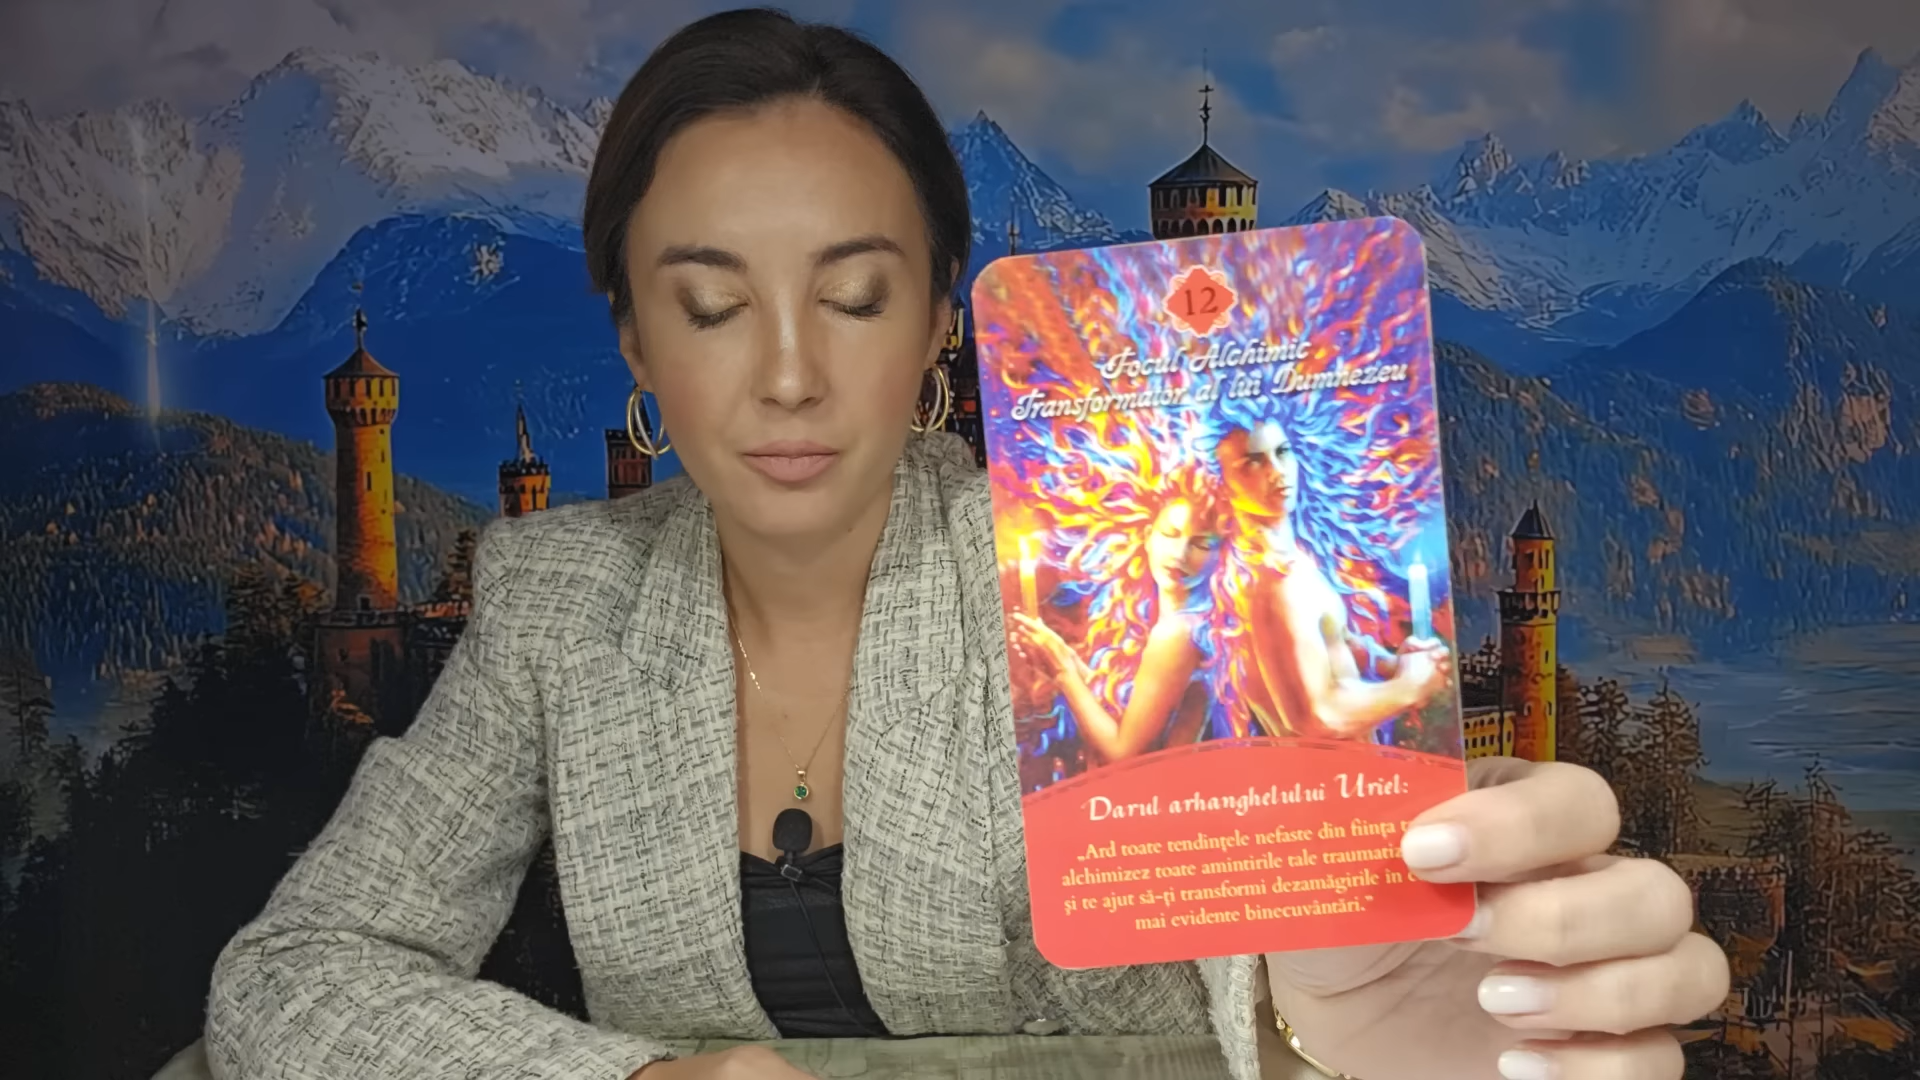 12
Focul Alchimic
Transformator al lui Dumnezeu
Darul arhanghelului Uriel:
„Ard toate tendințele nefaste din ființa
alchimizez toate amintirile tale
și te ajut să-ți transformi dezamăgirile în
mai evidente binecuvântări.”